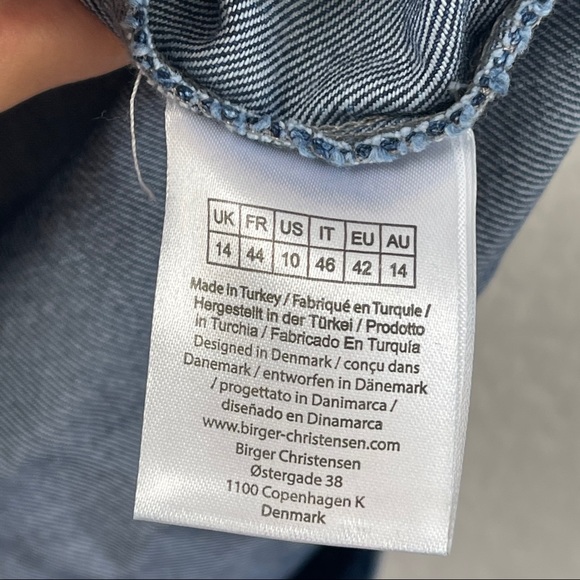 UK FR US IT EU AU
14 44 10 46 42 14
Made in Turkey / Fabriqué en Turquie /
Hergestellt in der Türkei / Prodotto
in Turchia / Fabricado En Turquía
Designed in Denmark / conçu dans
Danemark / entworfen in Dänemark
/ progettato in Danimarca /
diseñado en Dinamarca
www.birger-christensen.com
Birger Christensen
Østergade 38
1100 Copenhagen K
Denmark